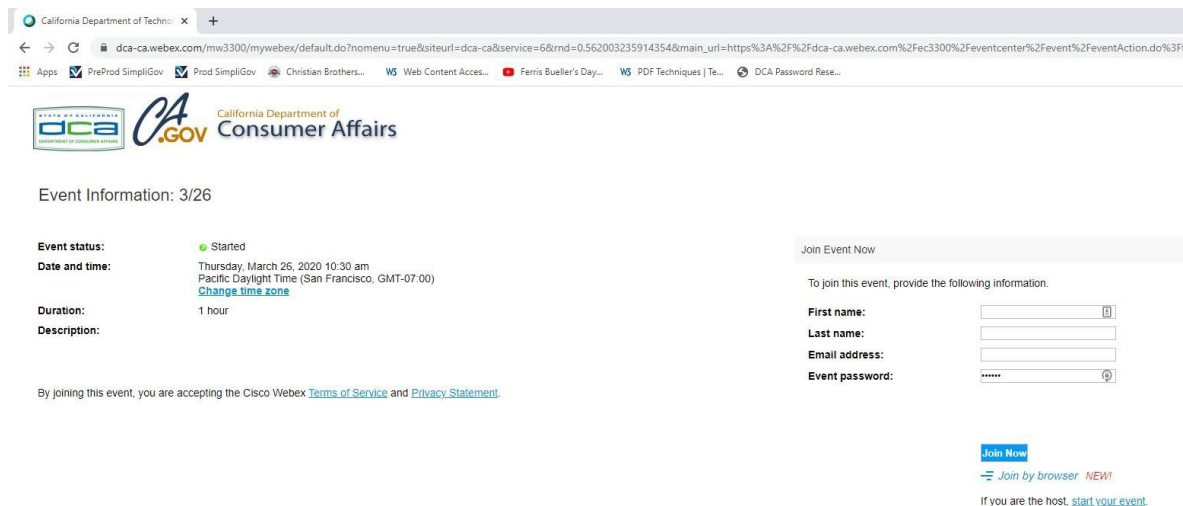 California Department of Techno
dca-ca.webex.com/mw3300/mywebex/default.do?nomenu=true&siteurl=dca-ca&service=6&rnd=0.562003235914354&main_url=https%3A%2F%2Fdca-ca.webex.com%2Fec3300%2Feventcenter%2Fevent%2FeventAction.do%3Ft
Apps PreProd SimpliGov Prod SimpliGov Christian Brothers... W3 Web Content Acces... Ferris Bueller's Day... W3 PDF Techniques | Te... DCA Password Rese...
STATE OF CALIFORNIA
dca
DEPARTMENT OF CONSUMER AFFAIRS
CA.GOV
California Department of
Consumer Affairs
Event Information: 3/26
Event status: Started
Date and time: Thursday, March 26, 2020 10:30 am
Pacific Daylight Time (San Francisco, GMT-07:00)
Change time zone
Duration: 1 hour
Description:
By joining this event, you are accepting the Cisco Webex Terms of Service and Privacy Statement.
Join Event Now
To join this event, provide the following information.
First name:
Last name:
Email address:
Event password: ••••••
Join Now
Join by browser NEW!
If you are the host, start your event.